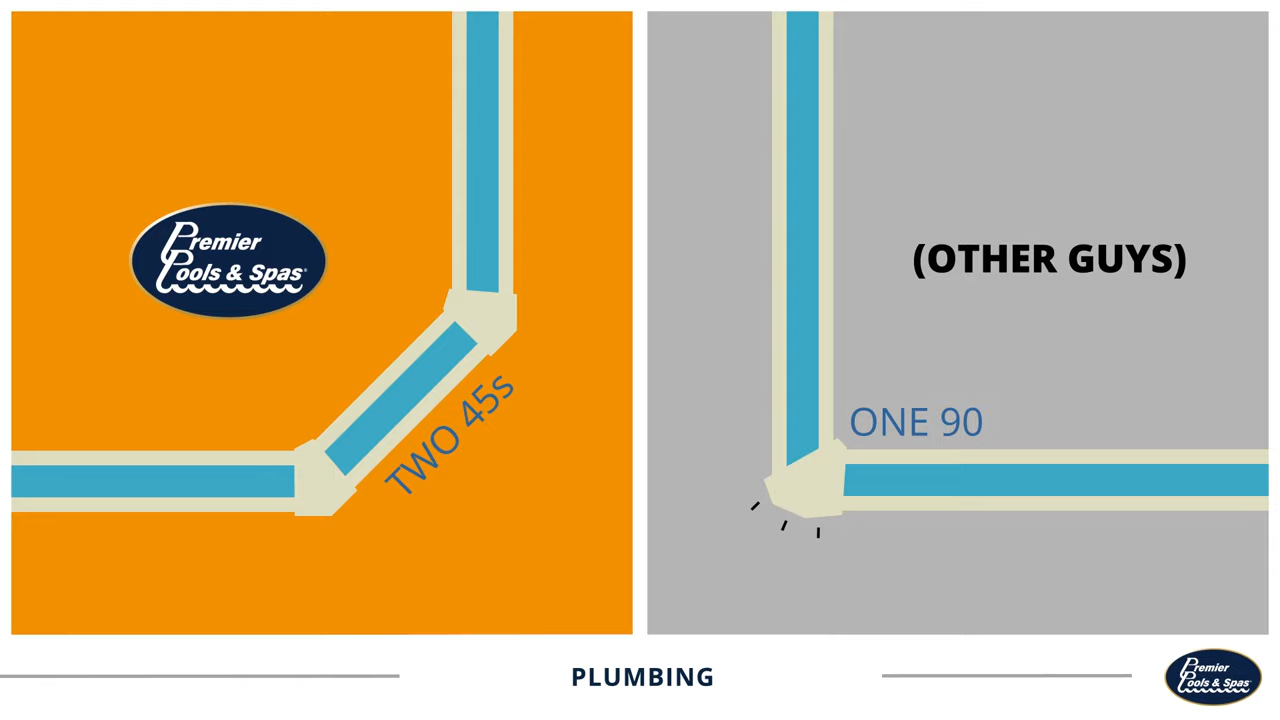 Premier
Pools & Spas
TWO 45s
(OTHER GUYS)
ONE 90
PLUMBING
Premier
Pools & Spas